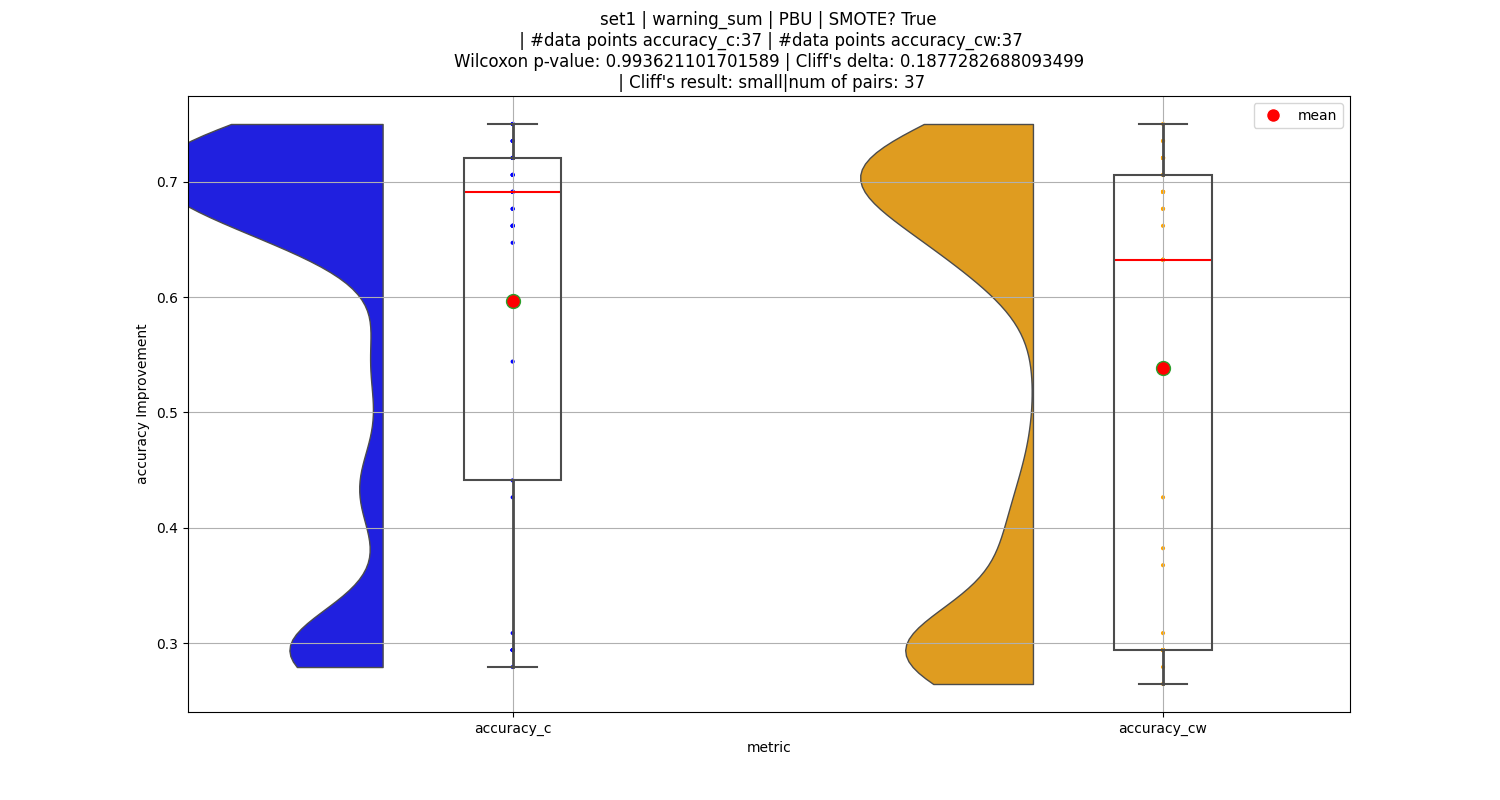 set1 | warning_sum | PBU | SMOTE? True
| #data points accuracy_c:37 | #data points accuracy_cw:37
Wilcoxon p-value: 0.993621101701589 | Cliff's delta: 0.1877282688093499
| Cliff's result: small|num of pairs: 37
mean
0.7
0.6
0.5
0.4
0.3
accuracy Improvement
accuracy_c
accuracy_cw
metric